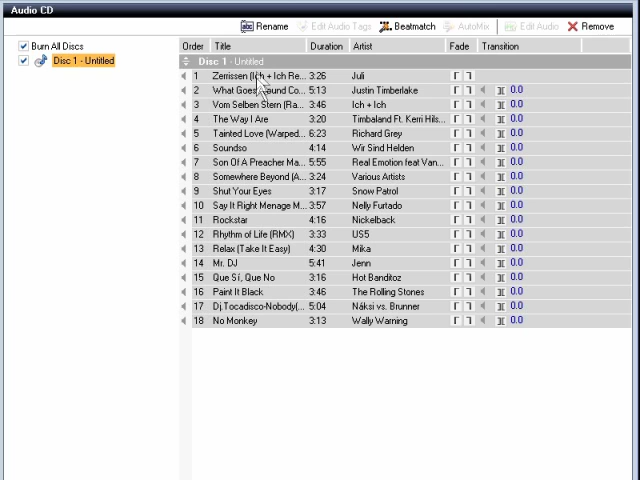 Audio CD
Rename Edit Audio Tags Beatmatch AutoMix Edit Audio Remove
Burn All Discs
Disc 1 - Untitled
Order Title Duration Artist Fade Transition
Disc 1 - Untitled
1 Zerrissen (Ich + Ich Re... 3:26 Juli
2 What Goes Around Co... 5:13 Justin Timberlake 0.0
3 Vom Selben Stern (Ra... 3:46 Ich + Ich 0.0
4 The Way I Are 3:20 Timbaland Ft. Kerri Hils... 0.0
5 Tainted Love (Warped... 6:23 Richard Grey 0.0
6 Soundso 4:14 Wir Sind Helden 0.0
7 Son Of A Preacher Ma... 5:55 Real Emotion feat Van... 0.0
8 Somewhere Beyond (A... 3:24 Various Artists 0.0
9 Shut Your Eyes 3:17 Snow Patrol 0.0
10 Say It Right Menage M... 3:57 Nelly Furtado 0.0
11 Rockstar 4:16 Nickelback 0.0
12 Rhythm of Life (RMX) 3:33 US5 0.0
13 Relax (Take It Easy) 4:30 Mika 0.0
14 Mr. DJ 5:41 Jenn 0.0
15 Que Sí, Que No 3:16 Hot Banditoz 0.0
16 Paint It Black 3:46 The Rolling Stones 0.0
17 Dj.Tocadisco-Nobody(... 5:04 Náksi vs. Brunner 0.0
18 No Monkey 3:13 Wally Warning 0.0